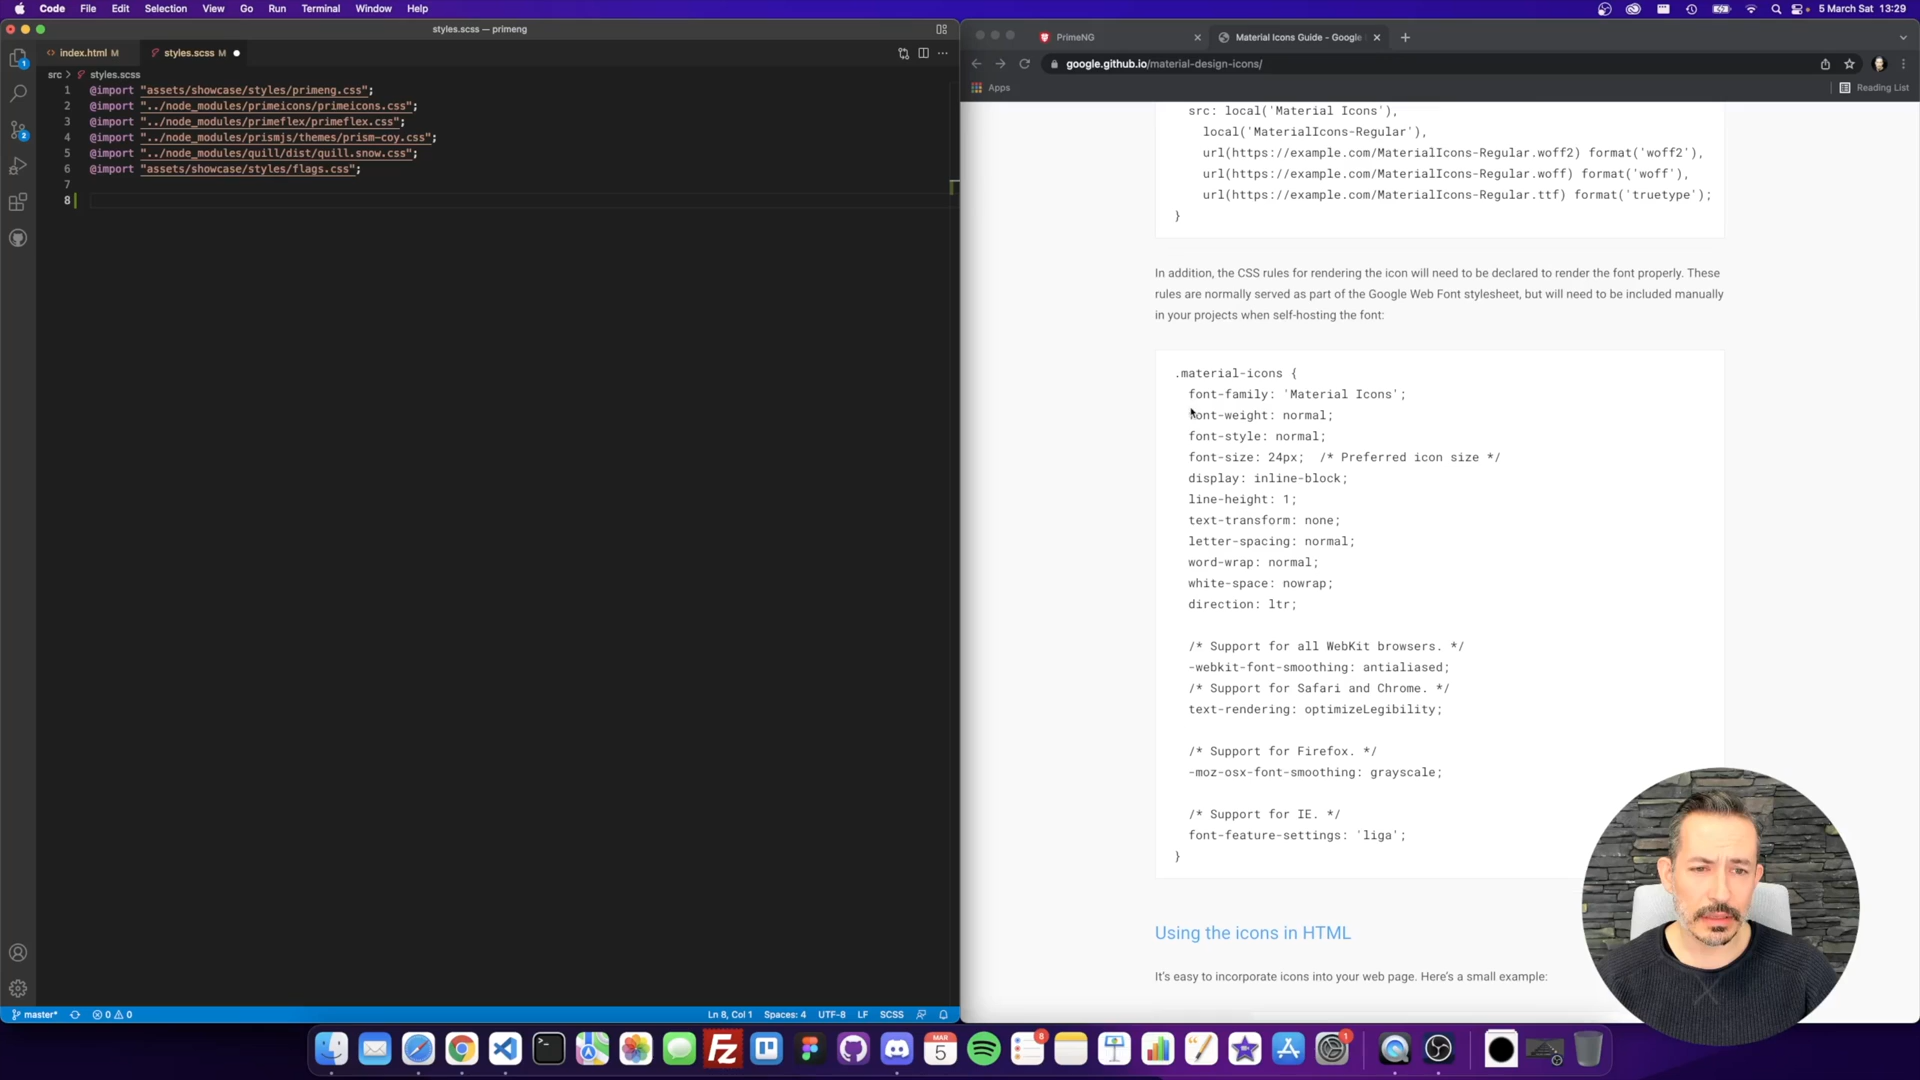 Code File Edit Selection View Go Run Terminal Window Help
5 March Sat 13:29
styles.scss — primeng
index.html M
styles.scss M
src
styles.scss
1 @import "assets/showcase/styles/primeng.css";
2 @import "../node_modules/primeicons/primeicons.css";
3 @import "../node_modules/primeflex/primeflex.css";
4 @import "../node_modules/prismjs/themes/prism-coy.css";
5 @import "../node_modules/quill/dist/quill.snow.css";
6 @import "assets/showcase/styles/flags.css";
7
8
1
2
master*
0 0
Ln 8, Col 1
Spaces: 4
UTF-8
LF
SCSS
PrimeNG
Material Icons Guide - Google
google.github.io/material-design-icons/
Apps
Reading List
src: local('Material Icons'),
local('MaterialIcons-Regular'),
url(https://example.com/MaterialIcons-Regular.woff2) format('woff2'),
url(https://example.com/MaterialIcons-Regular.woff) format('woff'),
url(https://example.com/MaterialIcons-Regular.ttf) format('truetype');
}
In addition, the CSS rules for rendering the icon will need to be declared to render the font properly. These
rules are normally served as part of the Google Web Font stylesheet, but will need to be included manually
in your projects when self-hosting the font:
.material-icons {
font-family: 'Material Icons';
font-weight: normal;
font-style: normal;
font-size: 24px; /* Preferred icon size */
display: inline-block;
line-height: 1;
text-transform: none;
letter-spacing: normal;
word-wrap: normal;
white-space: nowrap;
direction: ltr;
/* Support for all WebKit browsers. */
-webkit-font-smoothing: antialiased;
/* Support for Safari and Chrome. */
text-rendering: optimizeLegibility;
/* Support for Firefox. */
-moz-osx-font-smoothing: grayscale;
/* Support for IE. */
font-feature-settings: 'liga';
}
Using the icons in HTML
It's easy to incorporate icons into your web page. Here's a small example:
Fz
MAR
5
8
1